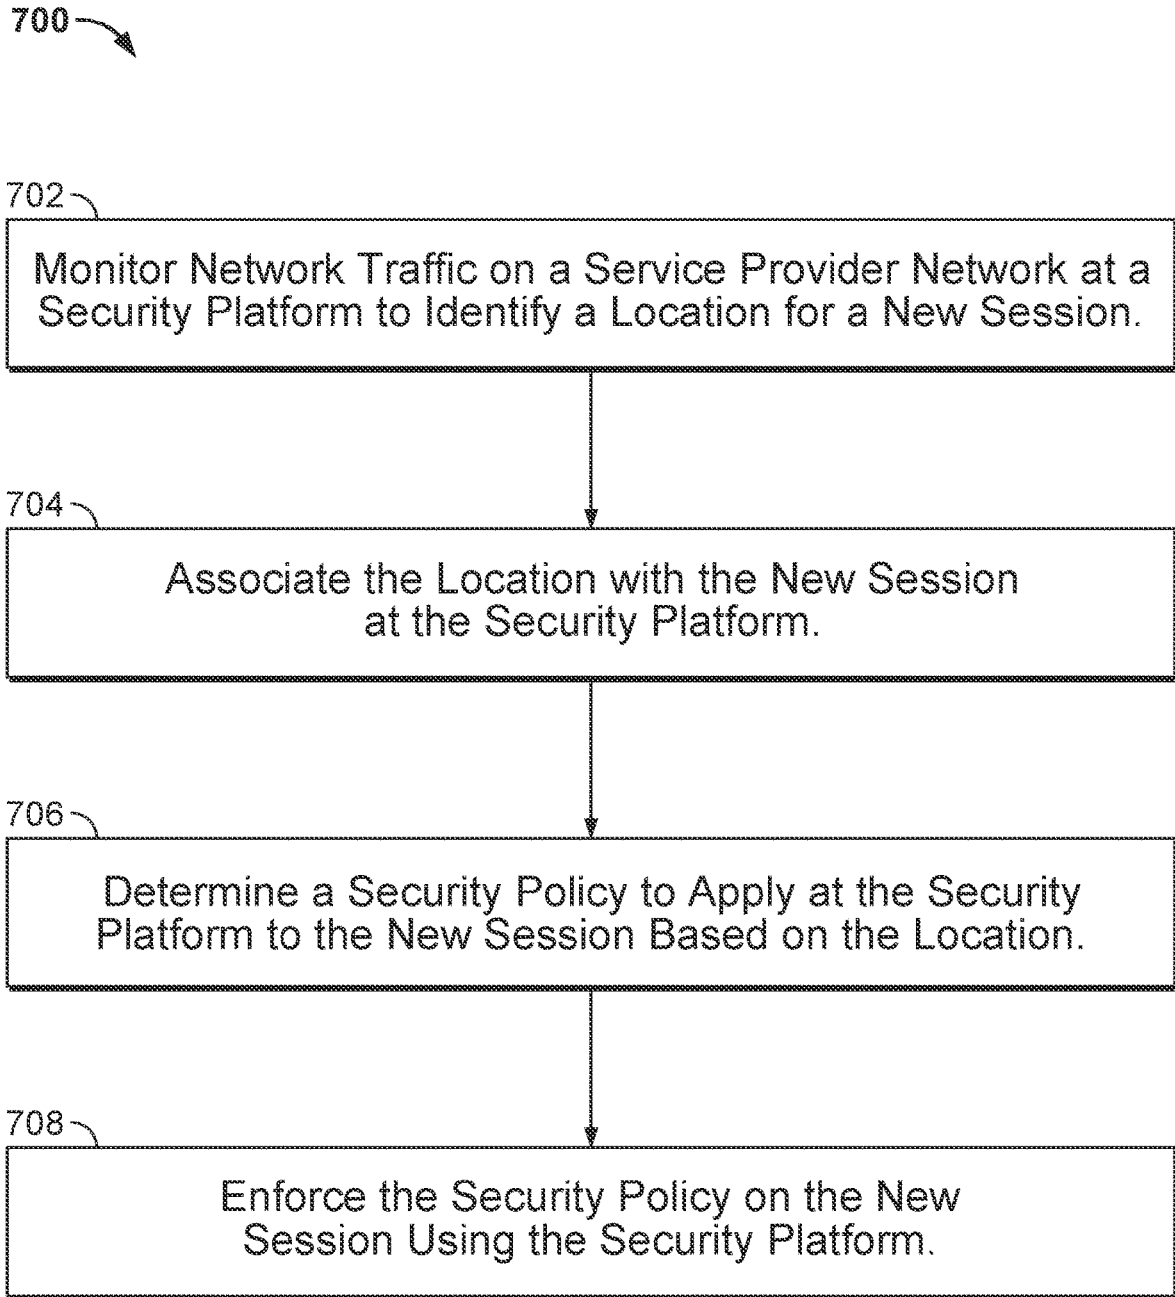 700
702
Monitor Network Traffic on a Service Provider Network at a
Security Platform to Identify a Location for a New Session.
704
Associate the Location with the New Session
at the Security Platform.
706
Determine a Security Policy to Apply at the Security
Platform to the New Session Based on the Location.
708
Enforce the Security Policy on the New
Session Using the Security Platform.